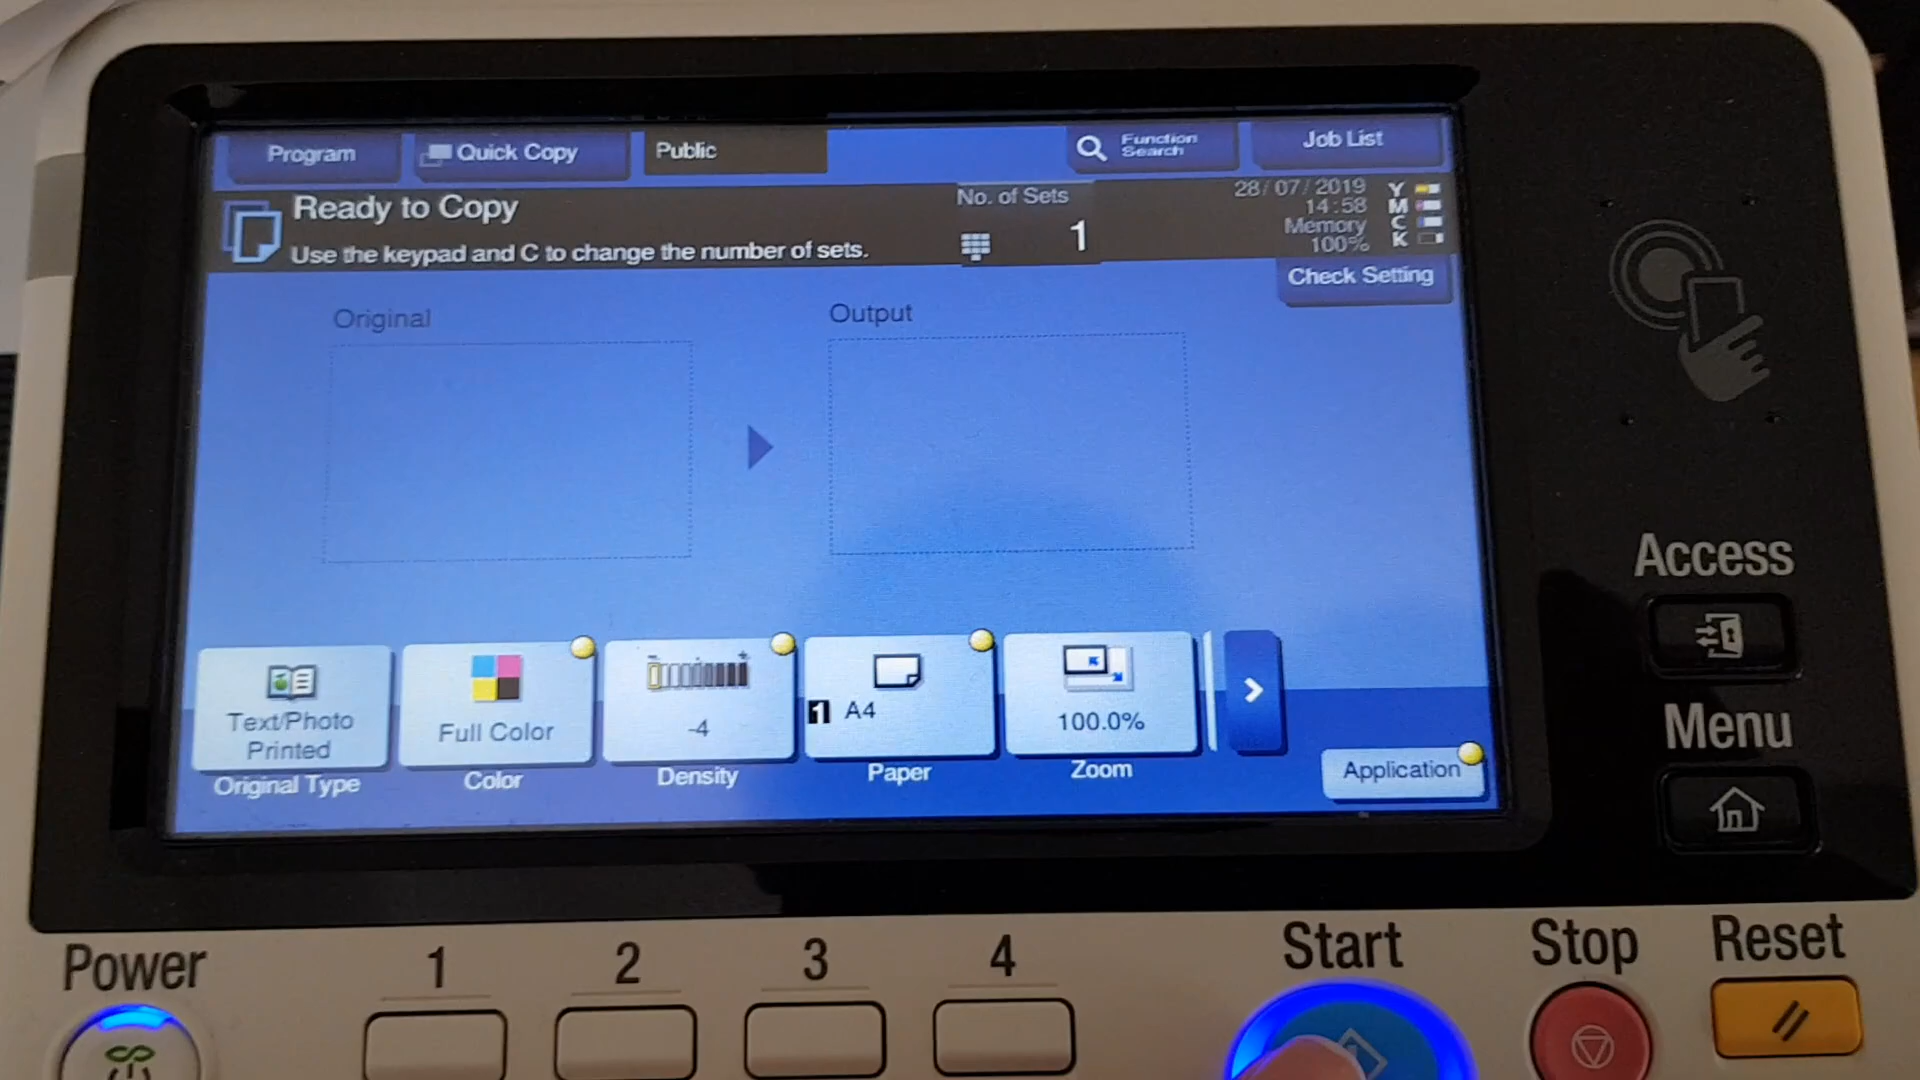 Program
Quick Copy
Public
Function
Search
Job List
Ready to Copy
Use the keypad and C to change the number of sets.
No. of Sets
1
28/07/2019
14:58
Memory
100%
Y
M
C
K
Check Setting
Original
Output
Text/Photo
Printed
Original Type
Full Color
Color
- +
-4
Density
1 A4
Paper
100.0%
Zoom
Application
Access
Menu
Power
1
2
3
4
Start
Stop
Reset